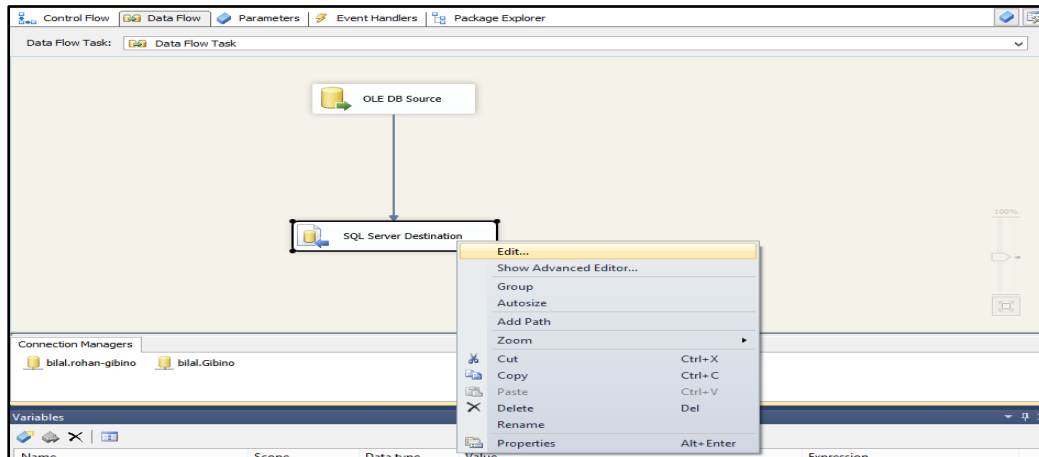 Control Flow Data Flow Parameters Event Handlers Package Explorer
Data Flow Task: Data Flow Task
OLE DB Source
100%
SQL Server Destination
Edit...
Show Advanced Editor...
Group
Autosize
Add Path
Zoom
Cut Ctrl+X
Copy Ctrl+C
Paste Ctrl+V
Delete Del
Rename
Properties Alt+Enter
Connection Managers
bilal.rohan-gibino bilal.Gibino
Variables
Name Scope Data type Value Expression